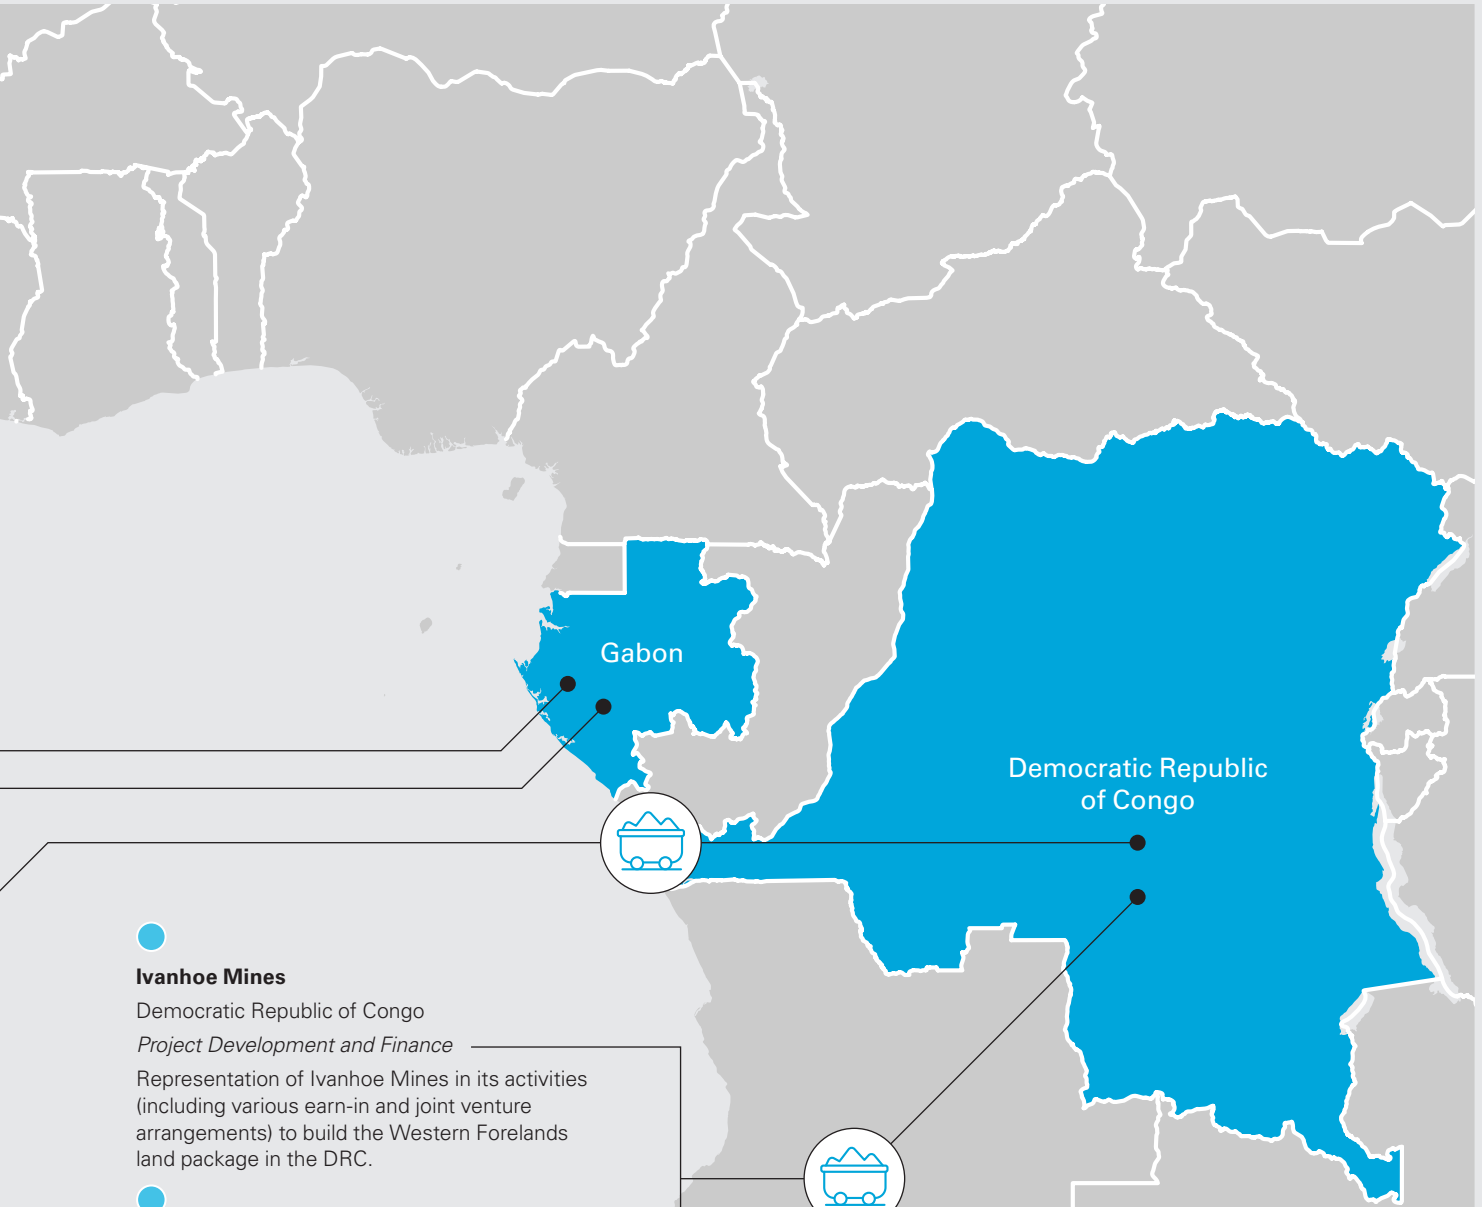 Gabon
Democratic Republic
of Congo
Ivanhoe Mines
Democratic Republic of Congo
Project Development and Finance
Representation of Ivanhoe Mines in its activities
(including various earn-in and joint venture
arrangements) to build the Western Forelands
land package in the DRC.